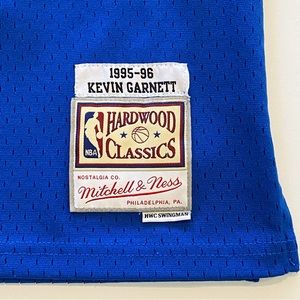 1995-96
KEVIN GARNETT
NBA
HARDWOOD
CLASSICS
NOSTALGIA CO.
Mitchell & Ness
PHILADELPHIA, PA.
HWC SWINGMAN